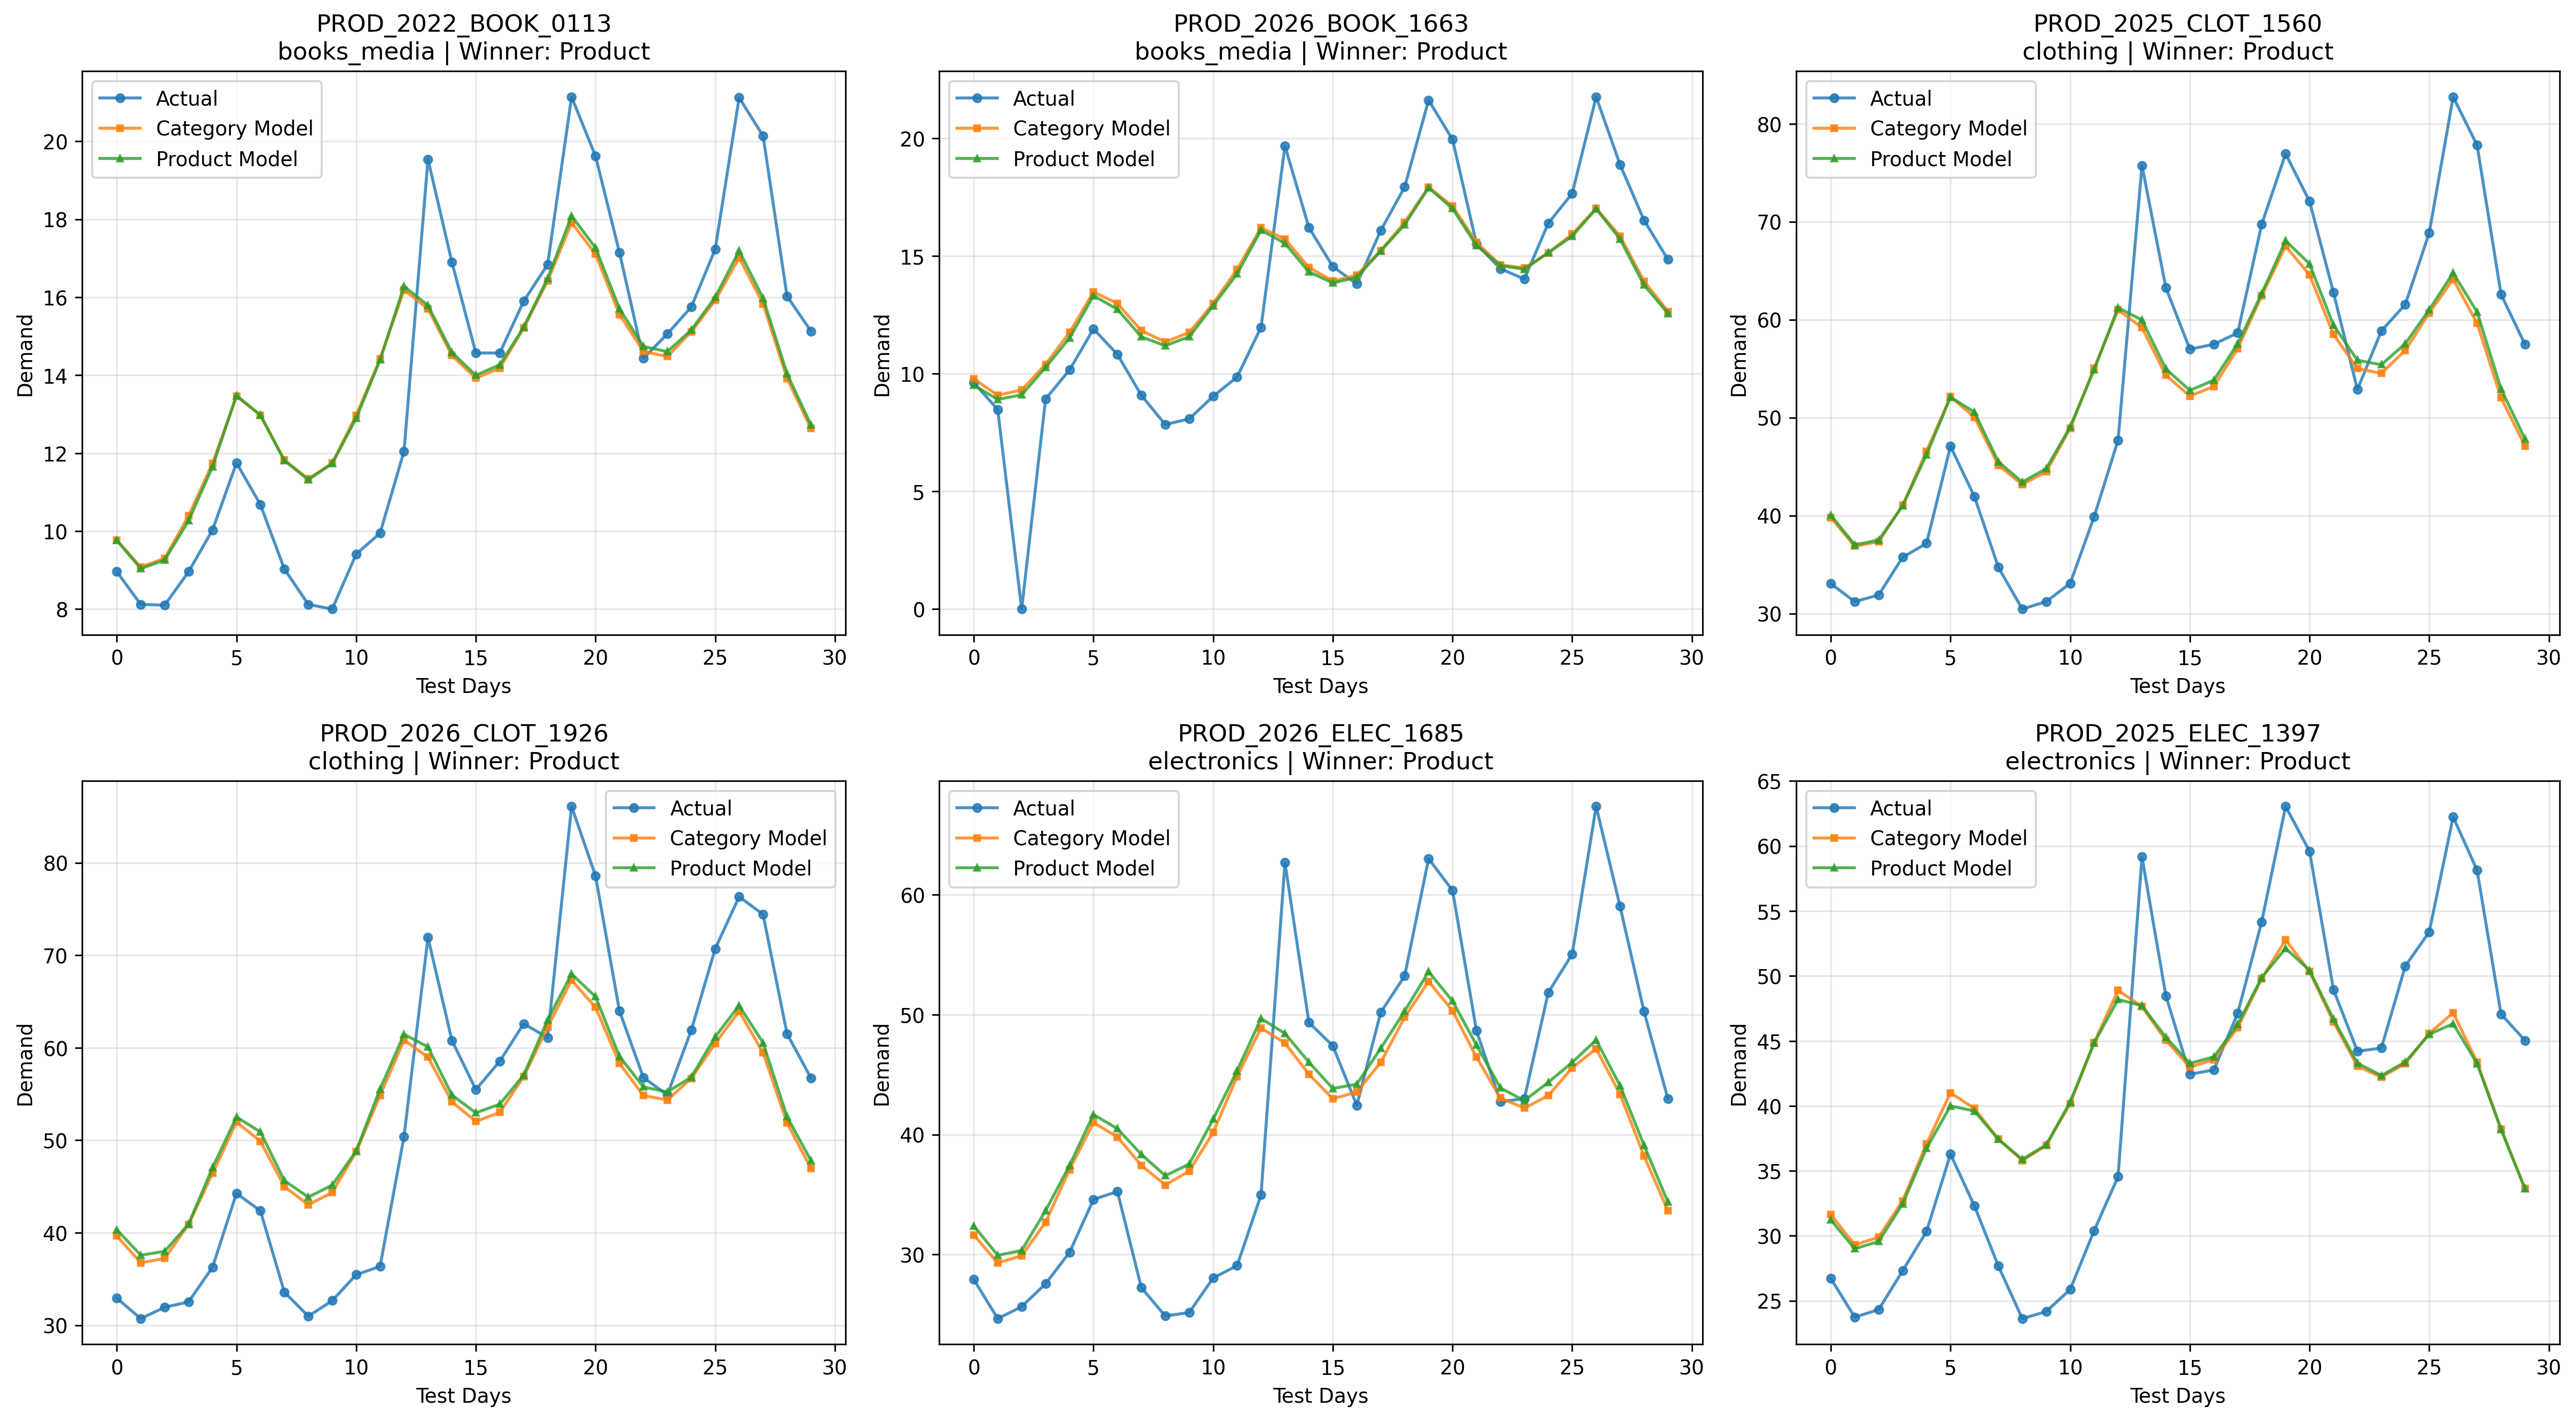 PROD_2022_BOOK_0113
books_media | Winner: Product
Actual
Category Model
Product Model
20
18
16
14
12
10
8
Demand
0 5 10 15 20 25 30
Test Days
PROD_2026_BOOK_1663
books_media | Winner: Product
Actual
Category Model
Product Model
20
15
10
5
0
Demand
0 5 10 15 20 25 30
Test Days
PROD_2025_CLOT_1560
clothing | Winner: Product
Actual
Category Model
Product Model
80
70
60
50
40
30
Demand
0 5 10 15 20 25 30
Test Days
PROD_2026_CLOT_1926
clothing | Winner: Product
Actual
Category Model
Product Model
80
70
60
50
40
30
Demand
0 5 10 15 20 25 30
Test Days
PROD_2026_ELEC_1685
electronics | Winner: Product
Actual
Category Model
Product Model
60
50
40
30
Demand
0 5 10 15 20 25 30
Test Days
PROD_2025_ELEC_1397
electronics | Winner: Product
Actual
Category Model
Product Model
65
60
55
50
45
40
35
30
25
Demand
0 5 10 15 20 25 30
Test Days